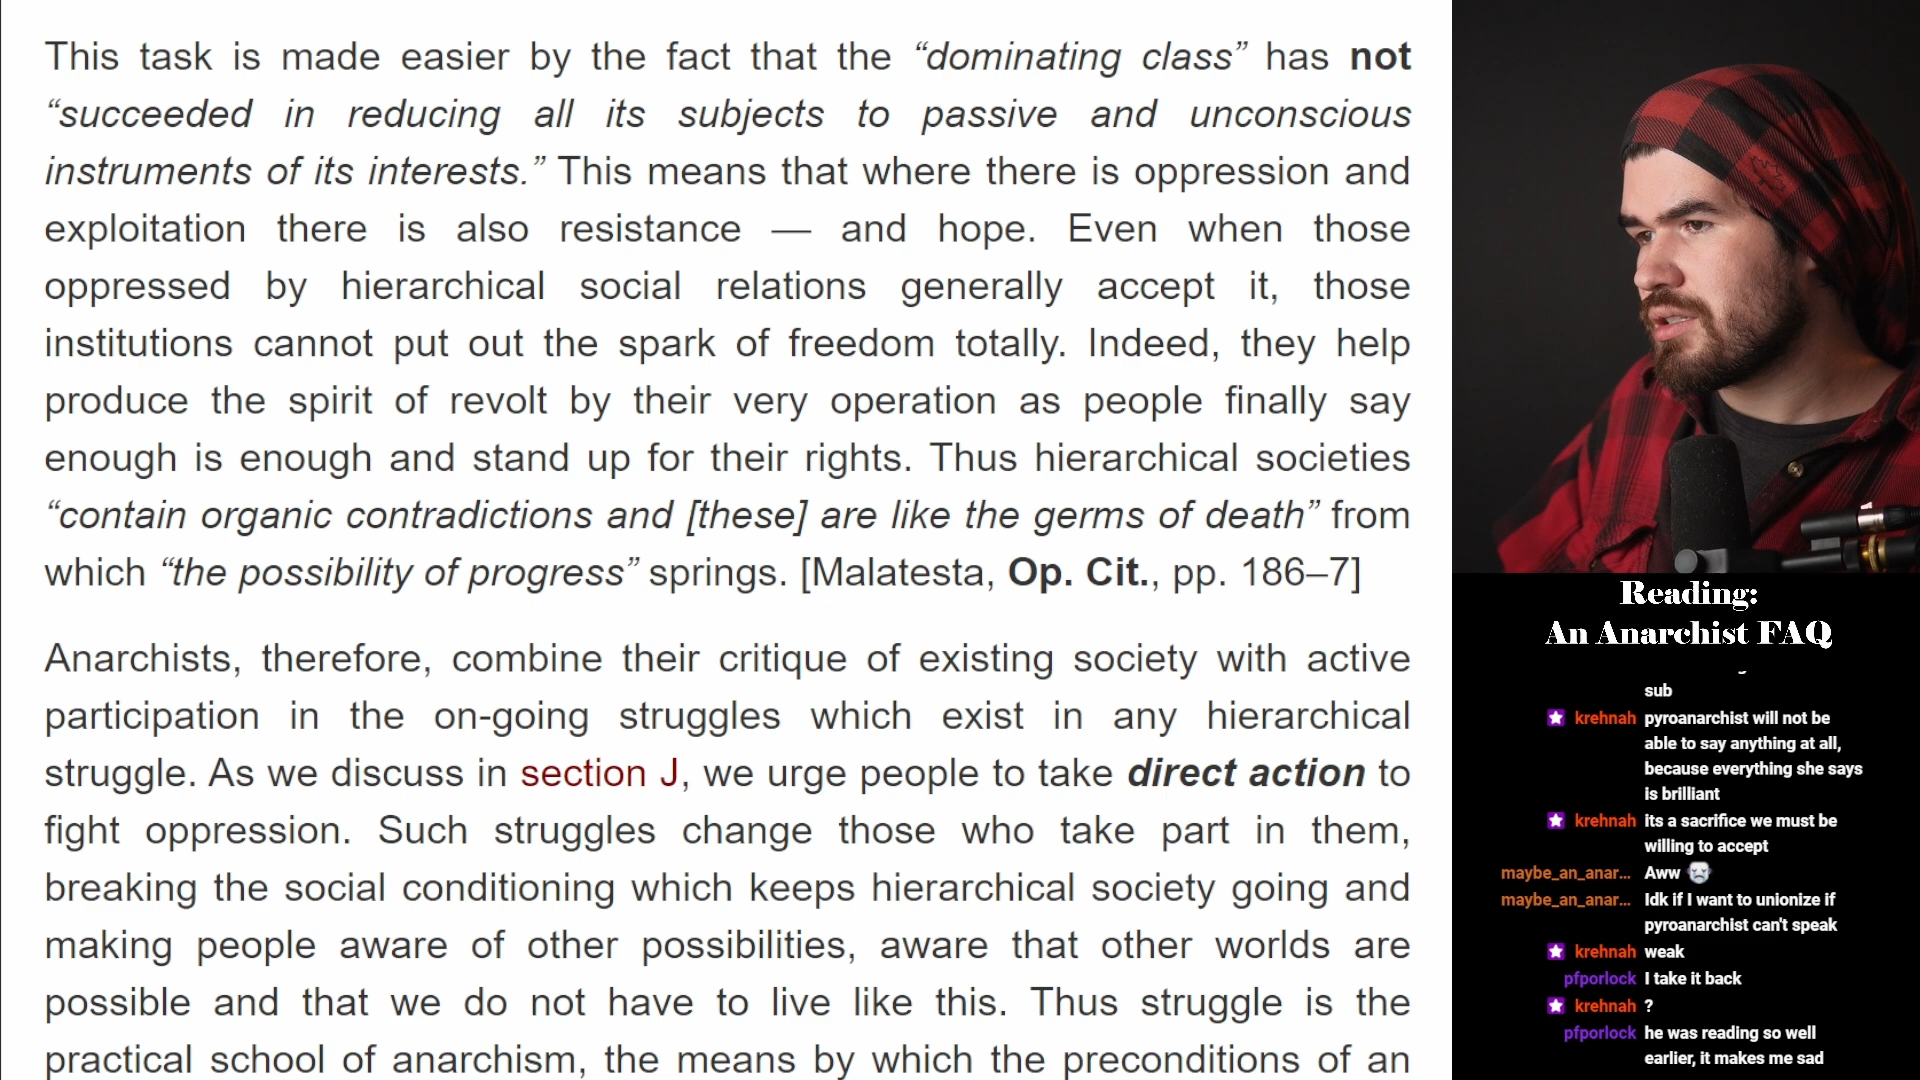 This task is made easier by the fact that the “dominating class” has not
“succeeded in reducing all its subjects to passive and unconscious
instruments of its interests.” This means that where there is oppression and
exploitation there is also resistance — and hope. Even when those
oppressed by hierarchical social relations generally accept it, those
institutions cannot put out the spark of freedom totally. Indeed, they help
produce the spirit of revolt by their very operation as people finally say
enough is enough and stand up for their rights. Thus hierarchical societies
“contain organic contradictions and [these] are like the germs of death” from
which “the possibility of progress” springs. [Malatesta, Op. Cit., pp. 186–7]
Anarchists, therefore, combine their critique of existing society with active
participation in the on-going struggles which exist in any hierarchical
struggle. As we discuss in section J, we urge people to take direct action to
fight oppression. Such struggles change those who take part in them,
breaking the social conditioning which keeps hierarchical society going and
making people aware of other possibilities, aware that other worlds are
possible and that we do not have to live like this. Thus struggle is the
practical school of anarchism, the means by which the preconditions of an
Reading:
An Anarchist FAQ
sub
krehnah pyroanarchist will not be
able to say anything at all,
because everything she says
is brilliant
krehnah its a sacrifice we must be
willing to accept
maybe_an_anar... Aww
maybe_an_anar... Idk if I want to unionize if
pyroanarchist can't speak
krehnah weak
pfporlock I take it back
krehnah ?
pfporlock he was reading so well
earlier, it makes me sad